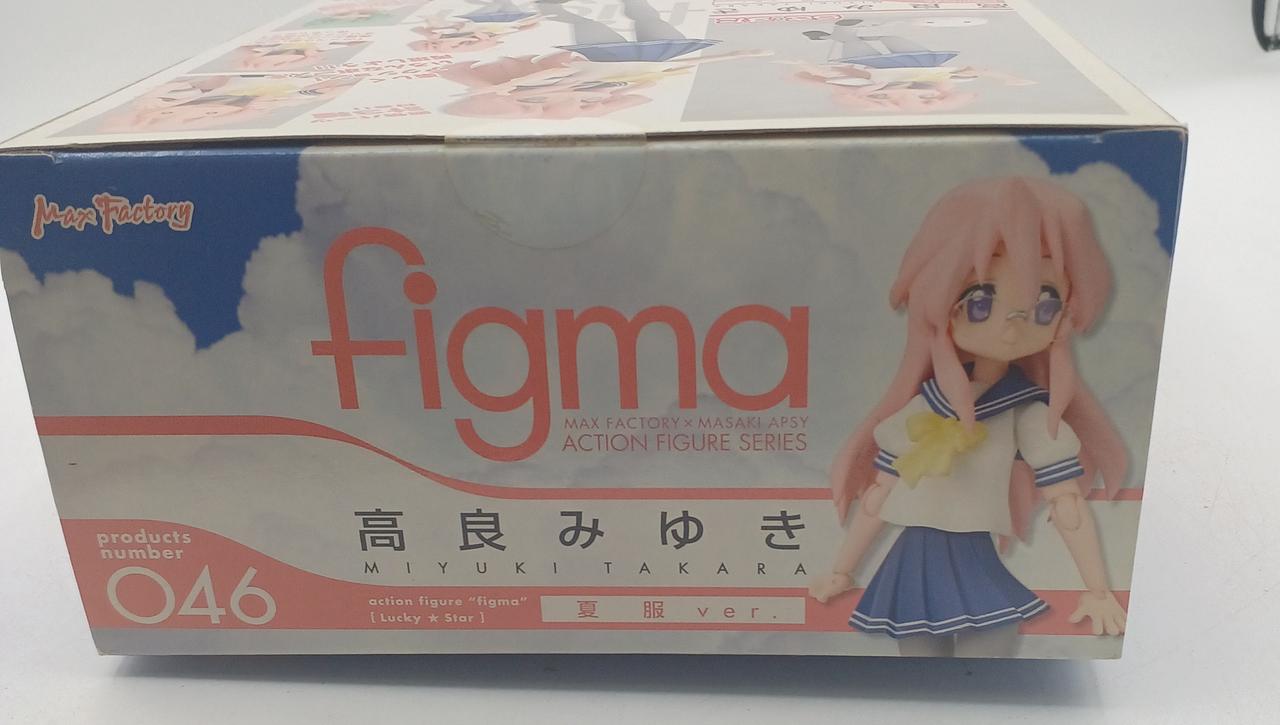 Max Factory
figma
MAX FACTORY × MASAKI APSY
ACTION FIGURE SERIES
高良みゆき
MIYUKI TAKARA
products
number
046
action figure "figma"
[ Lucky ★ Star ]
夏服 ver.